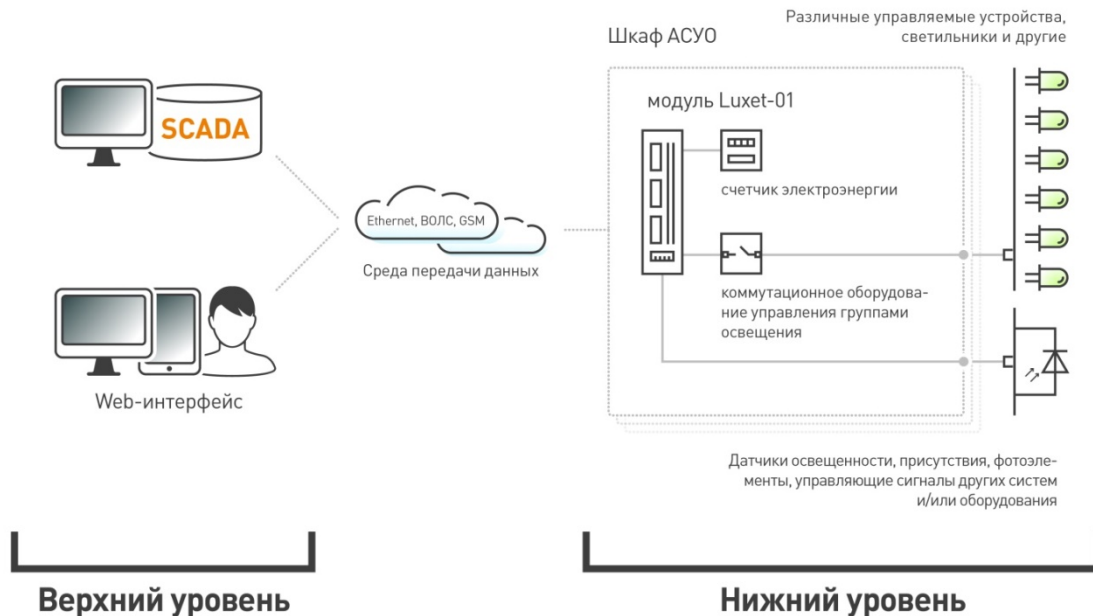 Различные управляемые устройства,
светильники и другие
Шкаф АСУО
модуль Luxet-01
SCADA
счетчик электроэнергии
Ethernet, ВОЛС, GSM
Среда передачи данных
коммутационное оборудова-
ние управления группами
освещения
Web-интерфейс
Датчики освещенности, присутствия, фотоэле-
менты, управляющие сигналы других систем
и/или оборудования
Верхний уровень
Нижний уровень